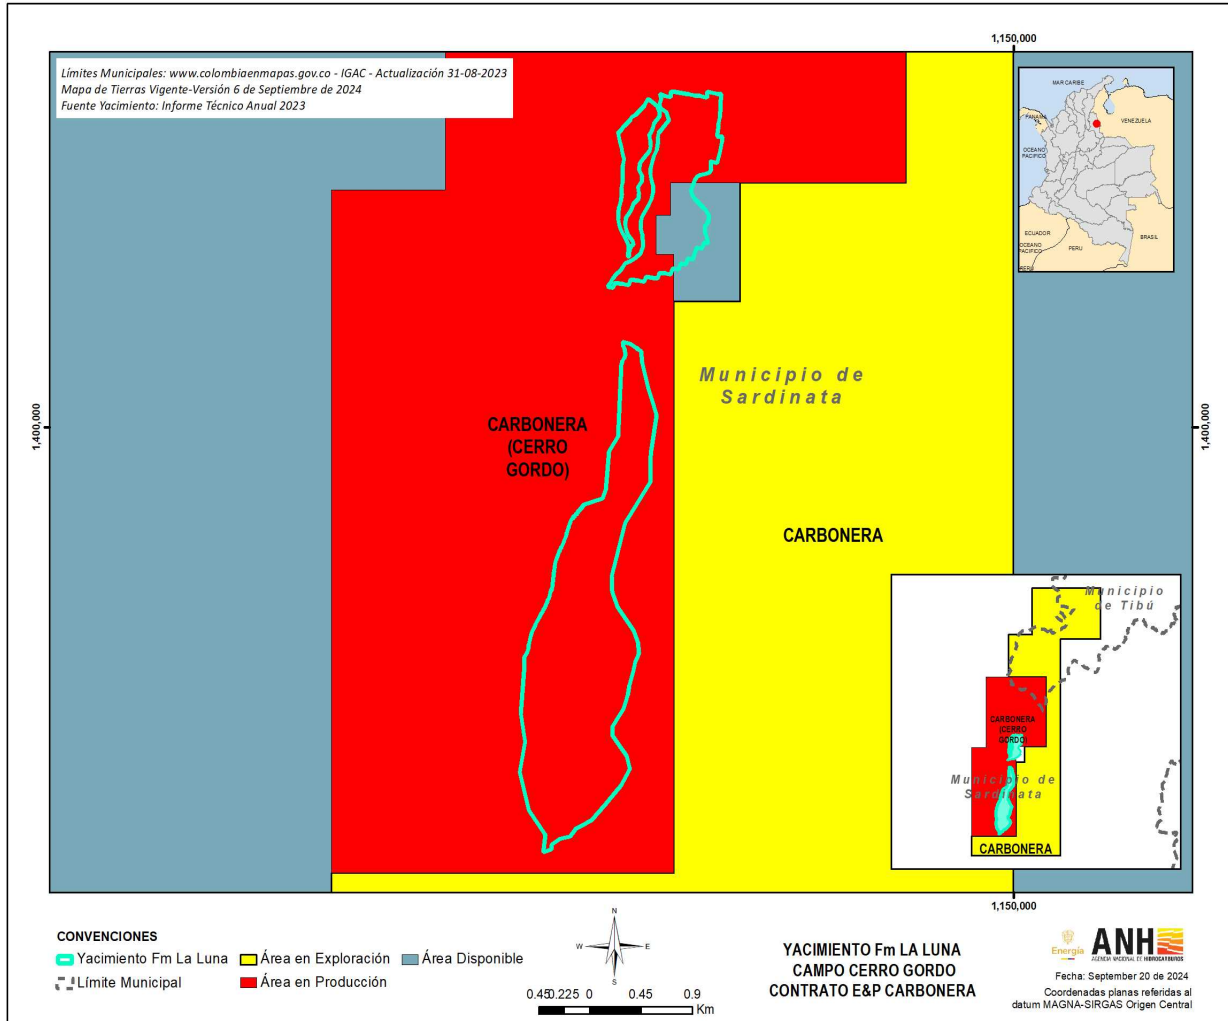 1,150,000
Límites Municipales: www.colombiaenmapas.gov.co - IGAC - Actualización 31-08-2023
Mapa de Tierras Vigente-Versión 6 de Septiembre de 2024
Fuente Yacimiento: Informe Técnico Anual 2023
MAR CARIBE
PANAMA
VENEZUELA
OCEANO
PACIFICO
ECUADOR
OCEANO
PACIFICO
PERU
BRASIL
PERU
Municipio de
Sardinata
1,400,000
1,400,000
CARBONERA
(CERRO
GORDO)
CARBONERA
Municipio
de Tibú
CARBONERA
(CERRO
GORDO)
Municipio de
Sardinata
CARBONERA
1,150,000
CONVENCIONES
Yacimiento Fm La Luna
Área en Exploración
Área Disponible
Límite Municipal
Área en Producción
N
W
E
S
0.45 0.225 0 0.45 0.9
Km
YACIMIENTO Fm LA LUNA
CAMPO CERRO GORDO
CONTRATO E&P CARBONERA
Energía
ANH
AGENCIA NACIONAL DE HIDROCARBUROS
Fecha: September 20 de 2024
Coordenadas planas referidas al
datum MAGNA-SIRGAS Origen Central